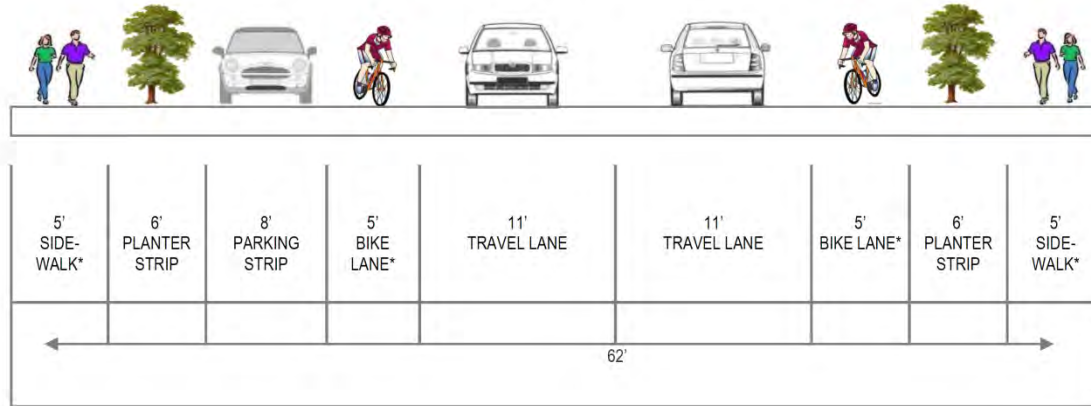 5'
SIDE-
WALK*
6'
PLANTER
STRIP
8'
PARKING
STRIP
5'
BIKE
LANE*
11'
TRAVEL LANE
11'
TRAVEL LANE
5'
BIKE LANE*
6'
PLANTER
STRIP
5'
SIDE-
WALK*
62'